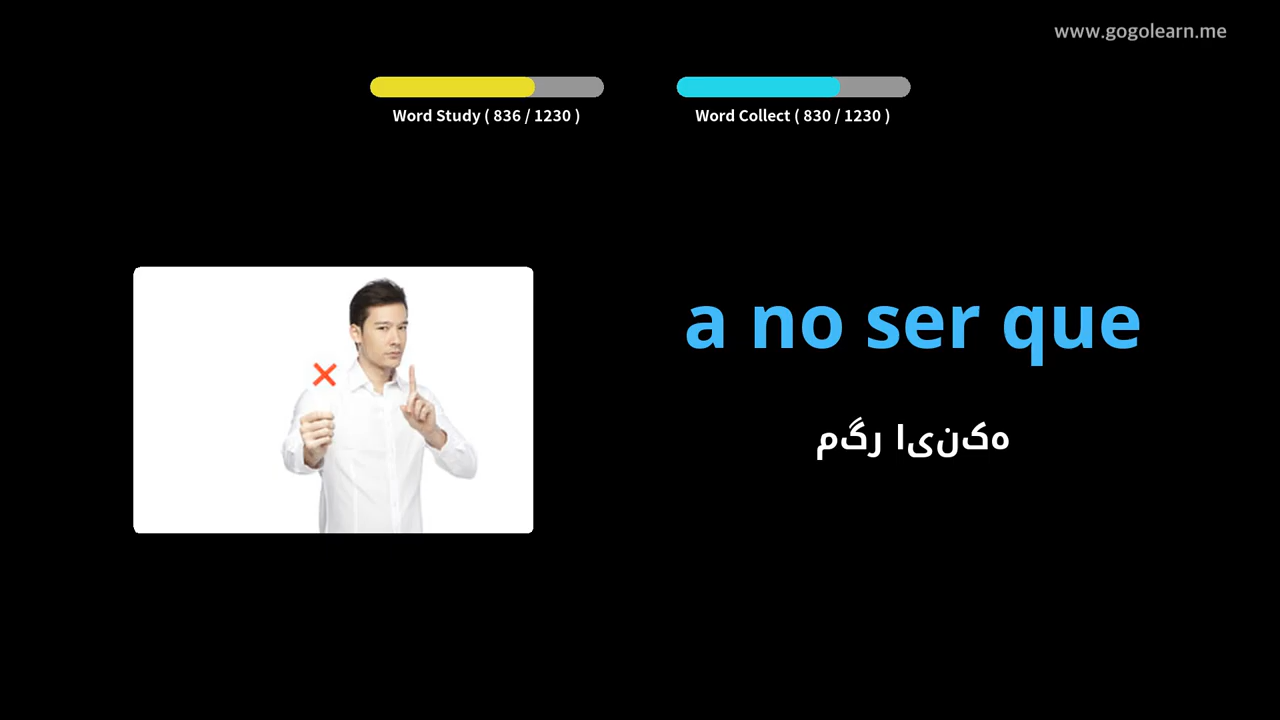 www.gogolearn.me
Word Study ( 836 / 1230 )
Word Collect ( 830 / 1230 )
a no ser que
مگر اینکه